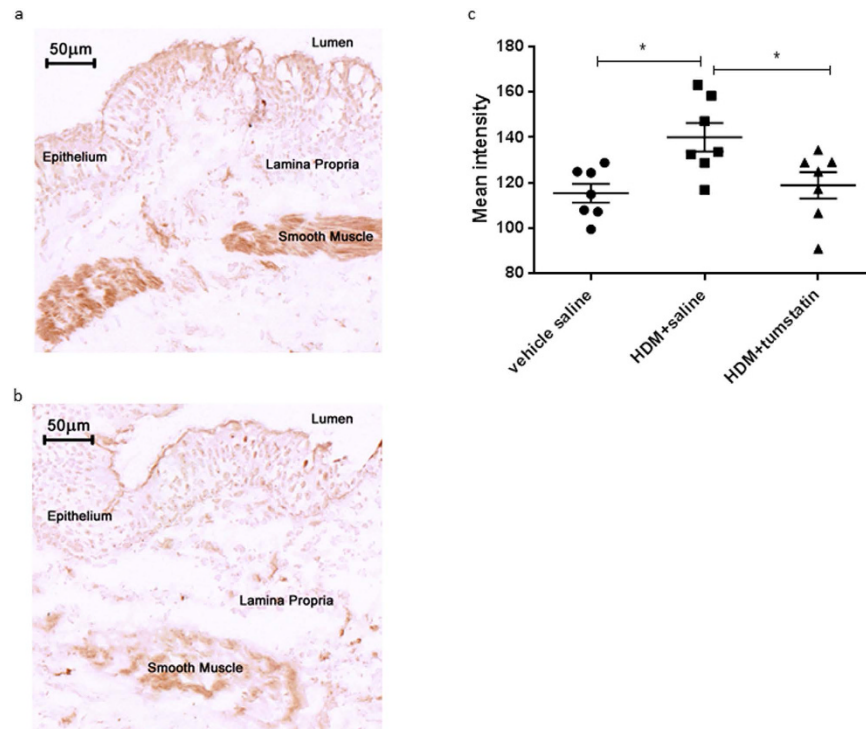 a
50µm
Lumen
Epithelium
Lamina Propria
Smooth Muscle
b
50µm
Lumen
Epithelium
Lamina Propria
Smooth Muscle
c
180
160
140
120
100
80
Mean intensity
*
*
vehicle saline
HDM+saline
HDM+tumstatin